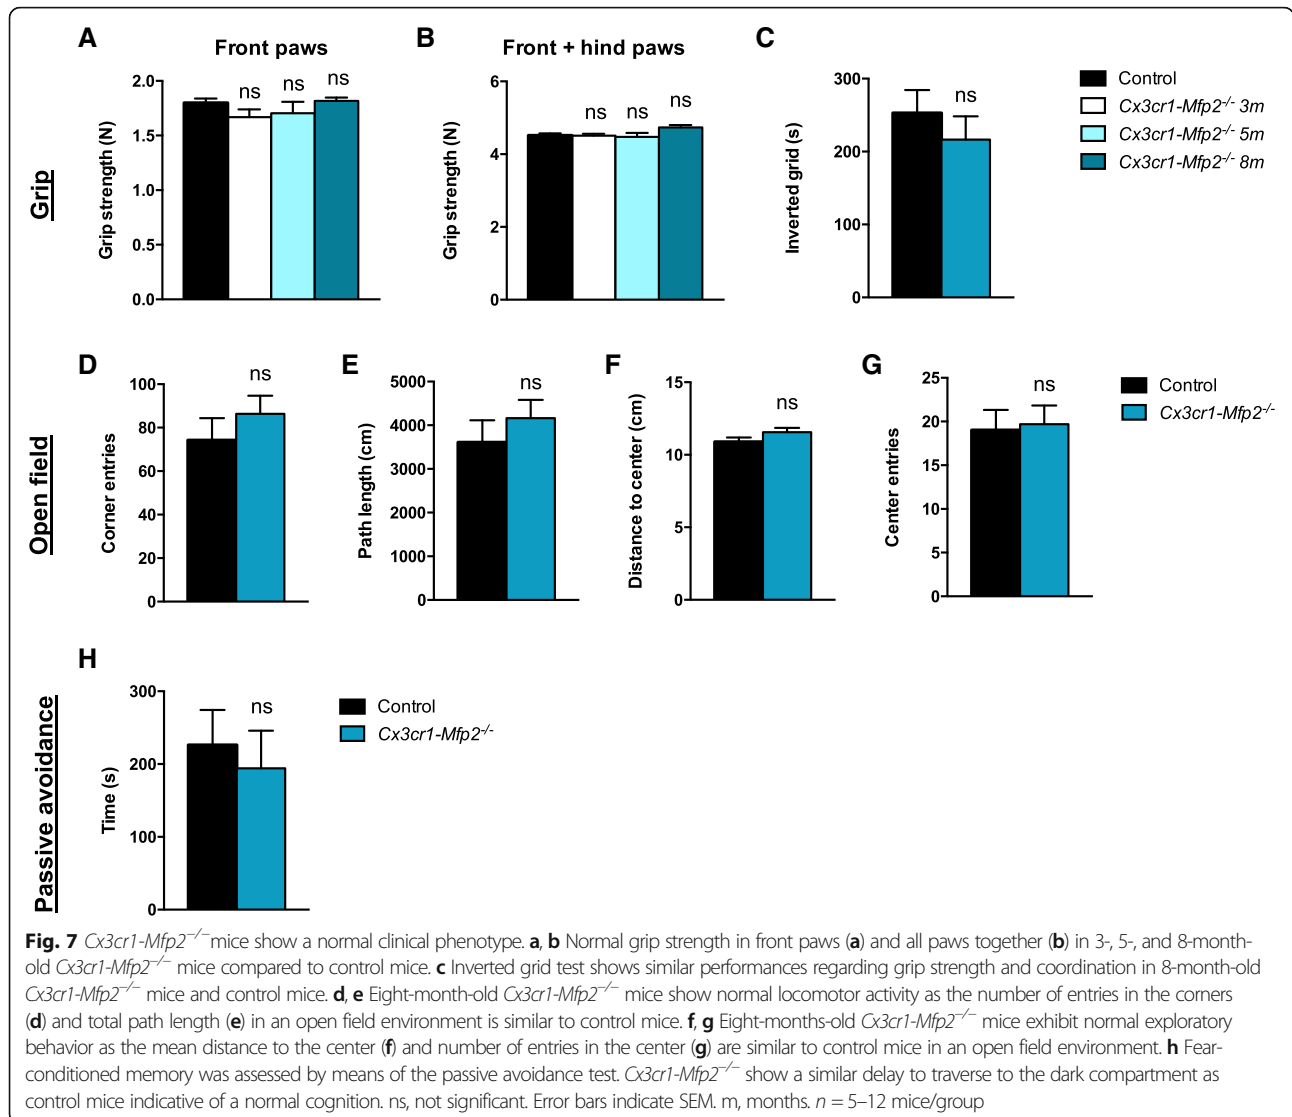 A
Front paws
Grip strength (N)
2.0
1.5
1.0
0.5
0.0
ns
ns
ns
B
Front + hind paws
Grip strength (N)
6
4
2
0
ns
ns
ns
C
Inverted grid (s)
300
200
100
0
ns
Control
Cx3cr1-Mfp2-/- 3m
Cx3cr1-Mfp2-/- 5m
Cx3cr1-Mfp2-/- 8m
Grip
D
Corner entries
100
80
60
40
20
0
ns
E
Path length (cm)
5000
4000
3000
2000
1000
0
ns
F
Distance to center (cm)
15
10
5
0
ns
G
Center entries
25
20
15
10
5
0
ns
Control
Cx3cr1-Mfp2-/-
Open field
H
Time (s)
300
200
100
0
ns
Control
Cx3cr1-Mfp2-/-
Passive avoidance
Fig. 7 Cx3cr1-Mfp2−/− mice show a normal clinical phenotype. a, b Normal grip strength in front paws (a) and all paws together (b) in 3-, 5-, and 8-month-
old Cx3cr1-Mfp2−/− mice compared to control mice. c Inverted grid test shows similar performances regarding grip strength and coordination in 8-month-old
Cx3cr1-Mfp2−/− mice and control mice. d, e Eight-month-old Cx3cr1-Mfp2−/− mice show normal locomotor activity as the number of entries in the corners
(d) and total path length (e) in an open field environment is similar to control mice. f, g Eight-months-old Cx3cr1-Mfp2−/− mice exhibit normal exploratory
behavior as the mean distance to the center (f) and number of entries in the center (g) are similar to control mice in an open field environment. h Fear-
conditioned memory was assessed by means of the passive avoidance test. Cx3cr1-Mfp2−/− show a similar delay to traverse to the dark compartment as
control mice indicative of a normal cognition. ns, not significant. Error bars indicate SEM. m, months. n = 5–12 mice/group